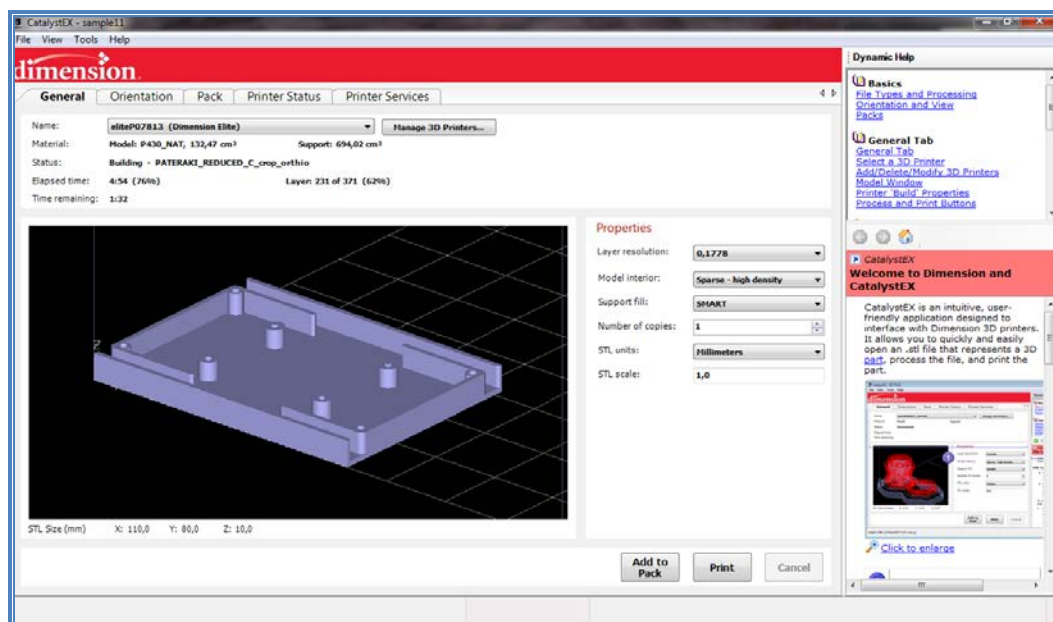 CatalystEX - sample11
File View Tools Help
dimension
General Orientation Pack Printer Status Printer Services
Name: eliteP07813 (Dimension Elite) Manage 3D Printers...
Material: Model: P430_NAT, 132,47 cm³ Support: 694,02 cm³
Status: Building - PATERAKI_REDUCED_C_crop_orthio
Elapsed time: 4:54 (76%) Layer: 231 of 371 (62%)
Time remaining: 1:32
Z
STL Size (mm) X: 110,0 Y: 80,0 Z: 10,0
Properties
Layer resolution: 0,1778
Model interior: Sparse - high density
Support fill: SMART
Number of copies: 1
STL units: Millimeters
STL scale: 1,0
Add to
Pack
Print
Cancel
Dynamic Help
Basics
File Types and Processing
Orientation and View
Packs
General Tab
General Tab
Select a 3D Printer
Add/Delete/Modify 3D Printers
Model Window
Printer 'Build' Properties
Process and Print Buttons
CatalystEX
Welcome to Dimension and
CatalystEX
CatalystEX is an intuitive, user-
friendly application designed to
interface with Dimension 3D printers.
It allows you to quickly and easily
open an .stl file that represents a 3D
part, process the file, and print the
part.
Click to enlarge